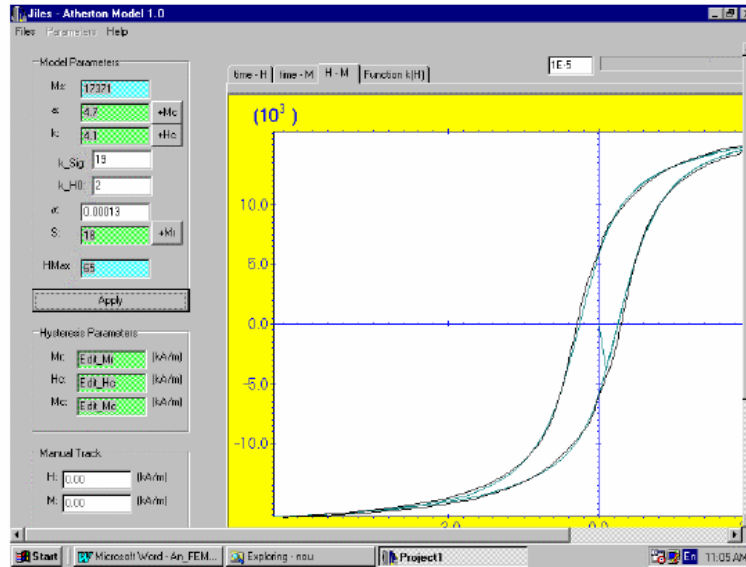 Jiles - Atherton Model 1.0
Files Parameters Help
Model Parameters
Ms: 17371
a: 4.7 +Mc
k: 4.1 +Hc
k_Sig: 19
k_H0: 2
α: 0.00013
S: 18 +Mr
HMax: 65
Apply
Hysteresis Parameters
Mr: Edit_Mr (kA/m)
Hc: Edit_Hc (kA/m)
Mc: Edit_Mc (kA/m)
Manual Track
H: 0.00 (kA/m)
M: 0.00 (kA/m)
time - H time - M H - M Function k(H)
1E-5
(10³)
10.0
5.0
0.0
-5.0
-10.0
0.0
Start Microsoft Word - An_FEM... Exploring - nou Project1 En 11:05 AM